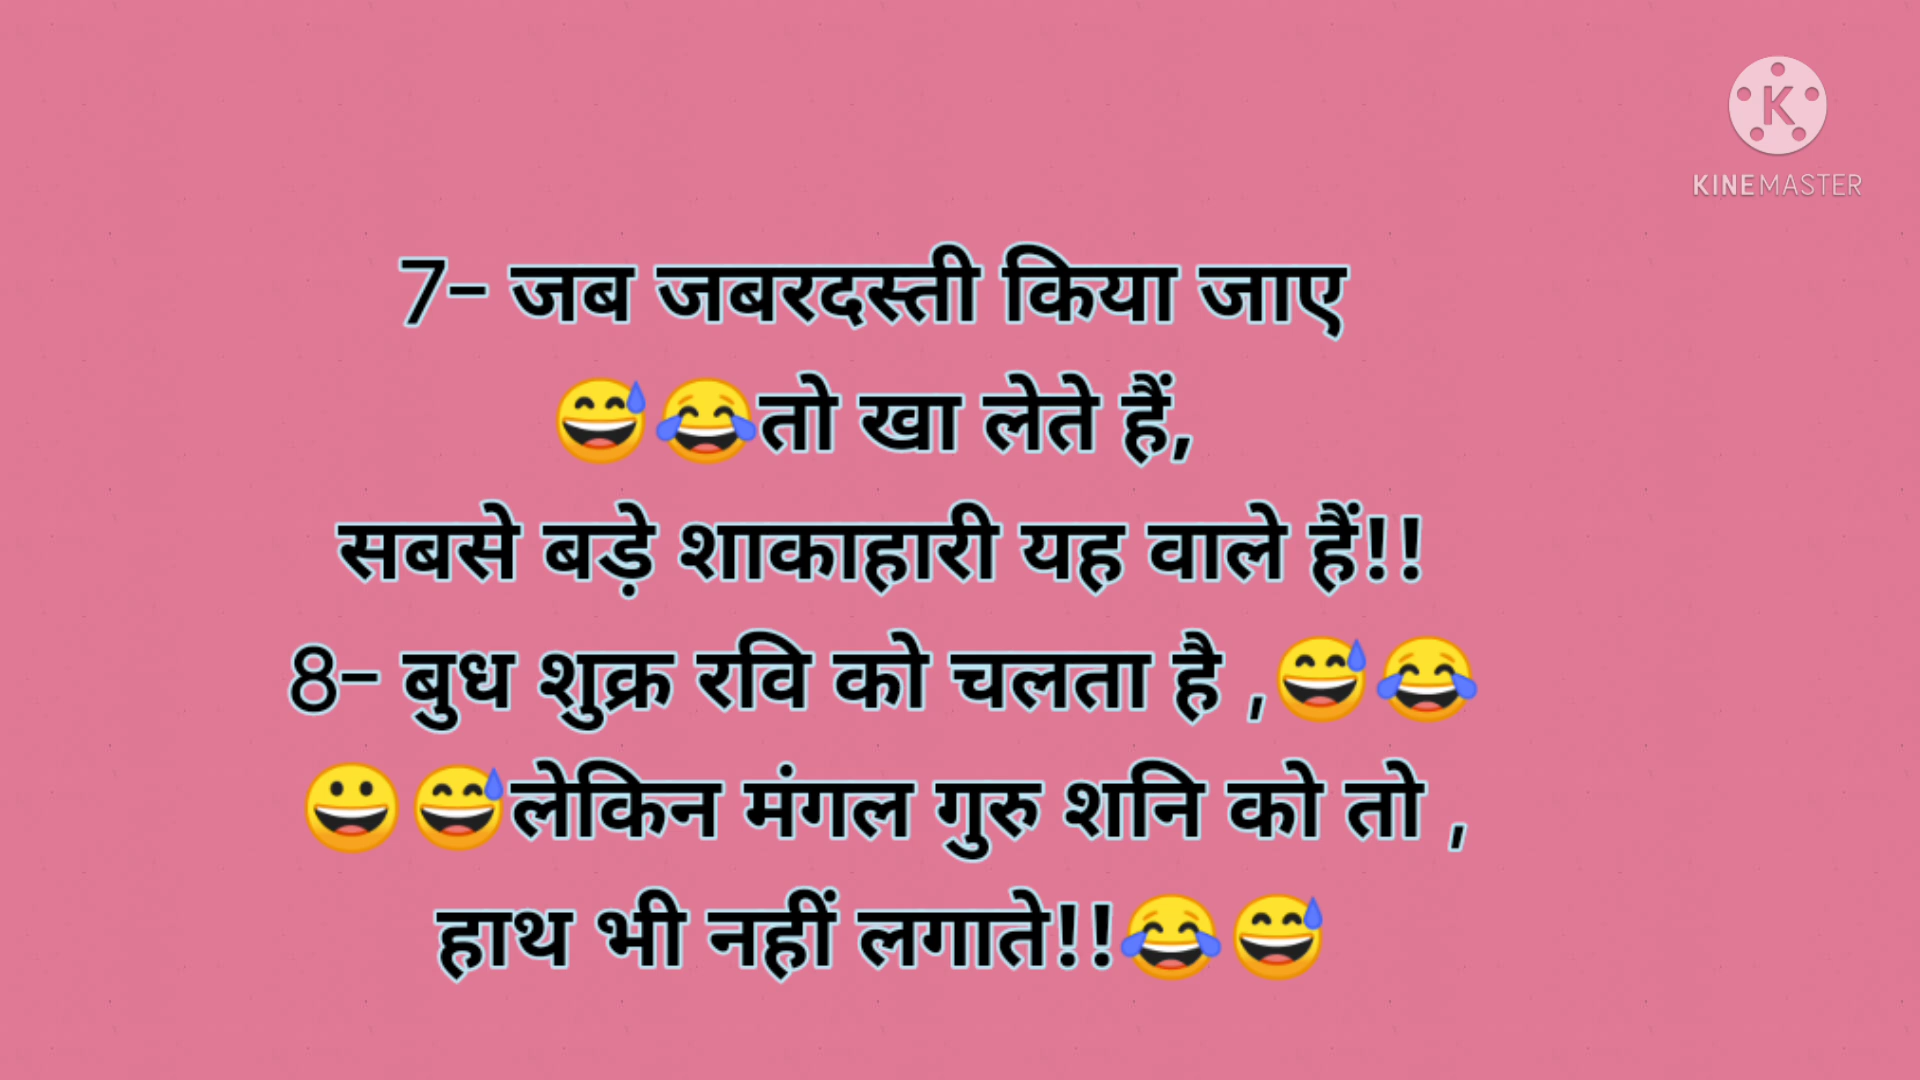 KINEMASTER
7- जब जबरदस्ती किया जाए
😅😂तो खा लेते हैं,
सबसे बड़े शाकाहारी यह वाले हैं!!
8- बुध शुक्र रवि को चलता है ,😅😂
😀😅लेकिन मंगल गुरु शनि को तो ,
हाथ भी नहीं लगाते!!😂😅